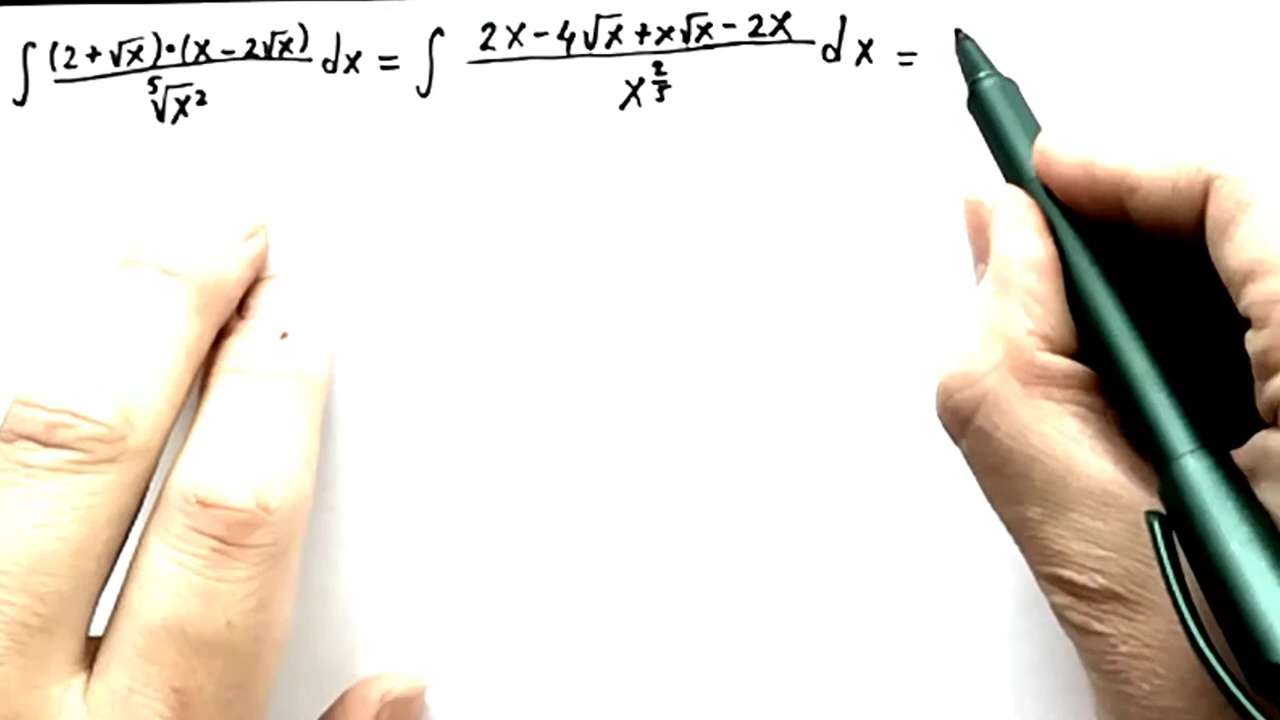 ∫ (2+√x)·(x−2√x) / ⁵√x² dx = ∫ 2x−4√x+x√x−2x / x^(2/5) dx =